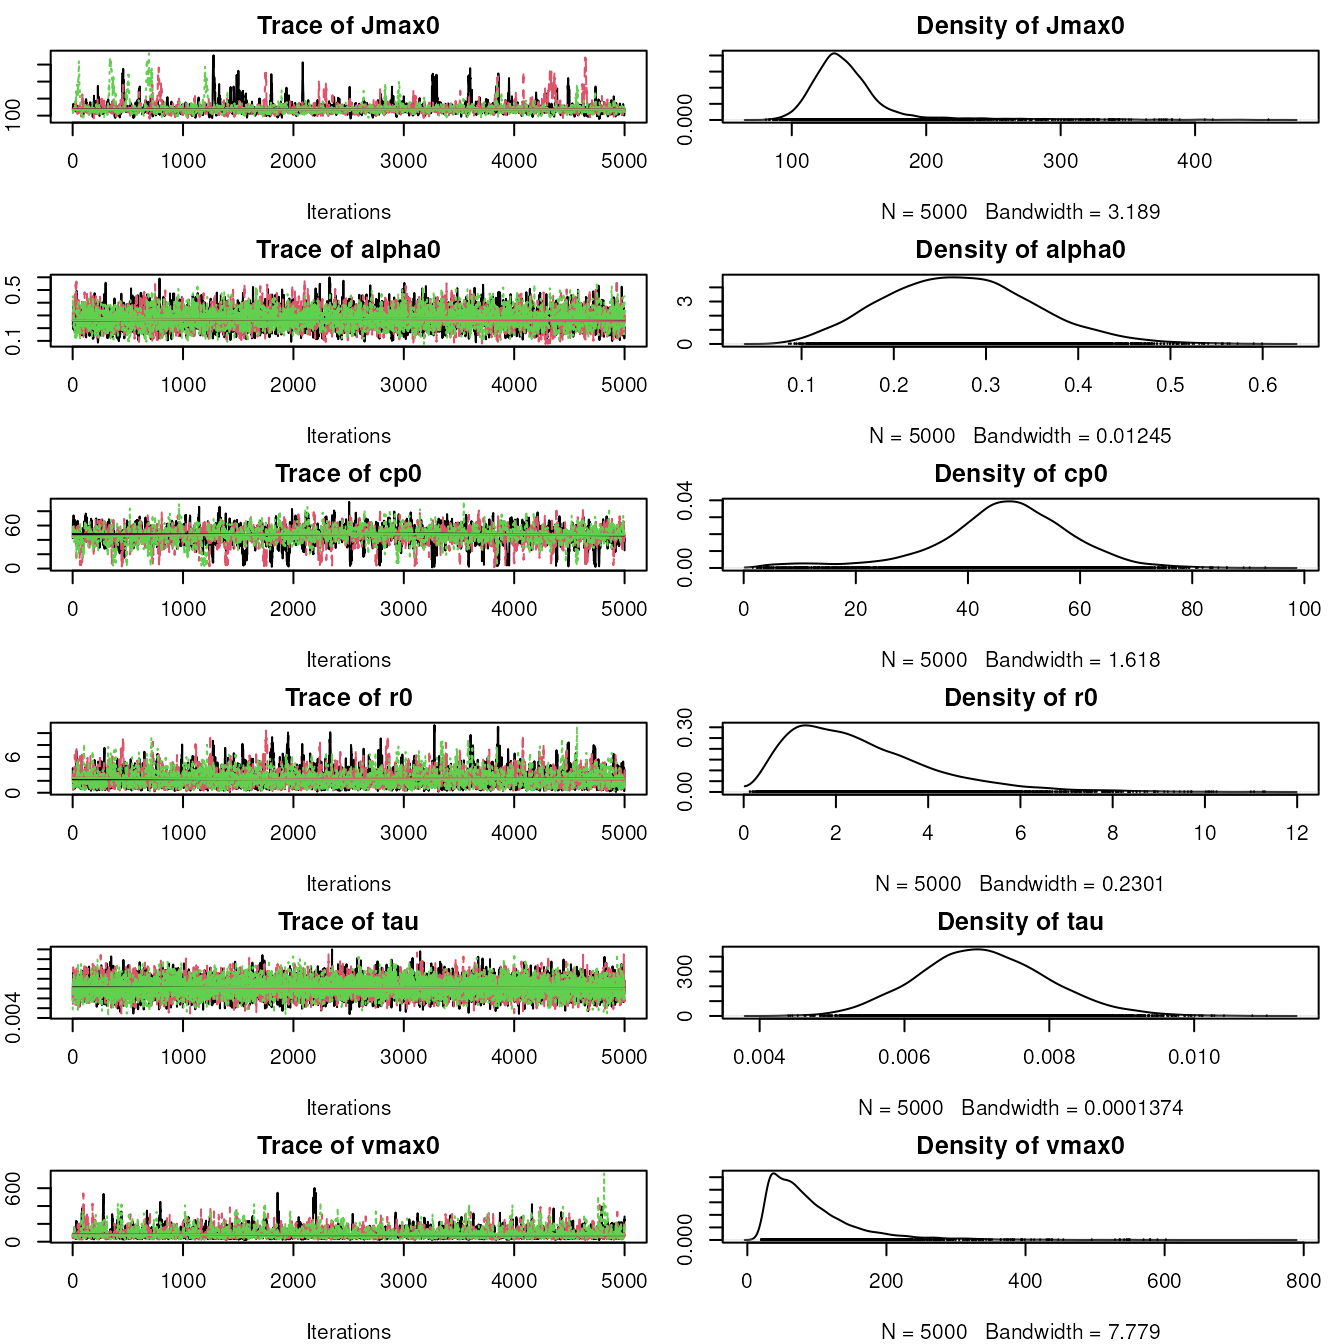 Trace of Jmax0
Density of Jmax0
100
0.000
0 1000 2000 3000 4000 5000
100 200 300 400
Iterations
N = 5000 Bandwidth = 3.189
Trace of alpha0
Density of alpha0
0.1 0.5
0 3
0 1000 2000 3000 4000 5000
0.1 0.2 0.3 0.4 0.5 0.6
Iterations
N = 5000 Bandwidth = 0.01245
Trace of cp0
Density of cp0
0 60
0.00 0.04
0 1000 2000 3000 4000 5000
0 20 40 60 80 100
Iterations
N = 5000 Bandwidth = 1.618
Trace of r0
Density of r0
0 6
0.00 0.30
0 1000 2000 3000 4000 5000
0 2 4 6 8 10 12
Iterations
N = 5000 Bandwidth = 0.2301
Trace of tau
Density of tau
0.004
0 300
0 1000 2000 3000 4000 5000
0.004 0.006 0.008 0.010
Iterations
N = 5000 Bandwidth = 0.0001374
Trace of vmax0
Density of vmax0
0 600
0.000
0 1000 2000 3000 4000 5000
0 200 400 600 800
Iterations
N = 5000 Bandwidth = 7.779